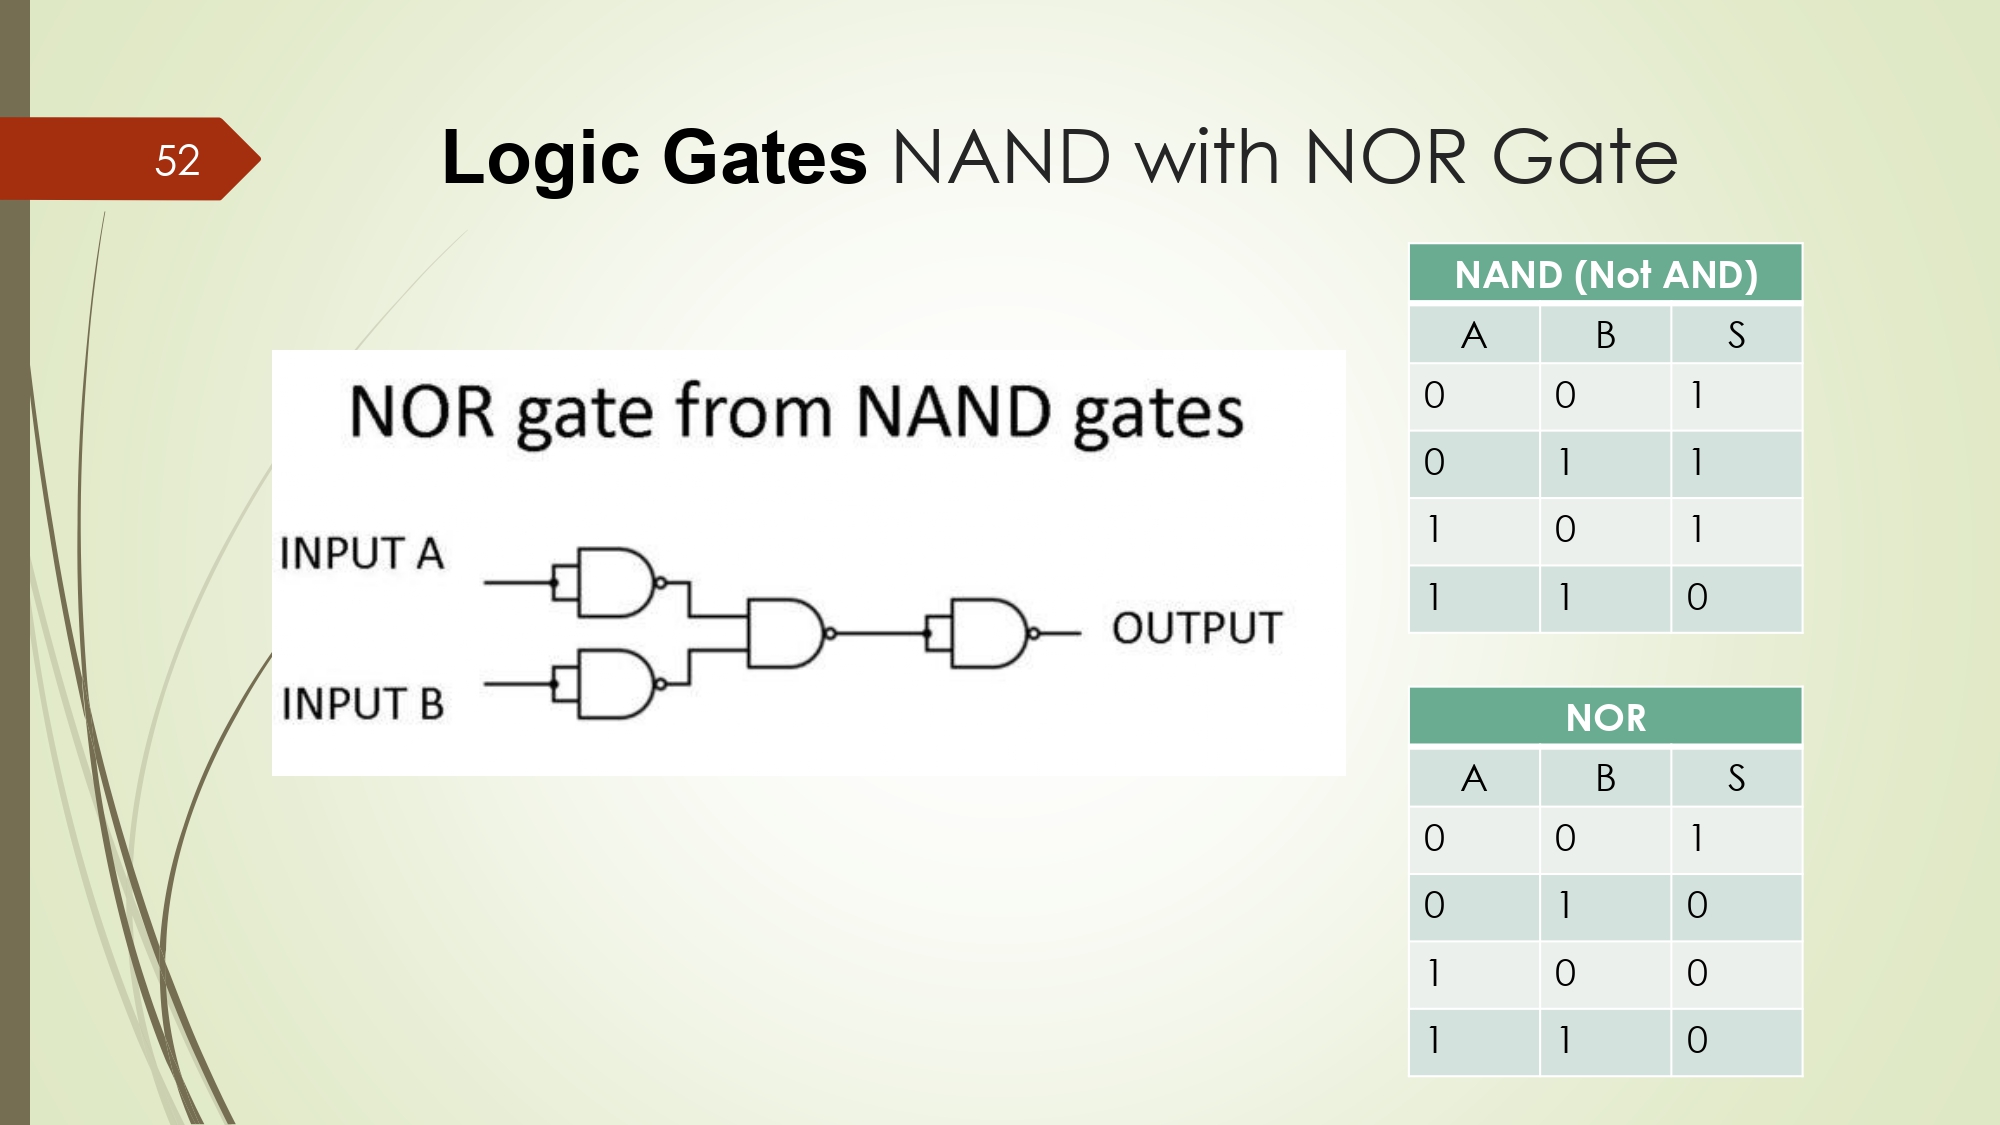 52
Logic Gates NAND with NOR Gate
NOR gate from NAND gates
INPUT A
INPUT B
OUTPUT
NAND (Not AND)
A B S
0 0 1
0 1 1
1 0 1
1 1 0
NOR
A B S
0 0 1
0 1 0
1 0 0
1 1 0